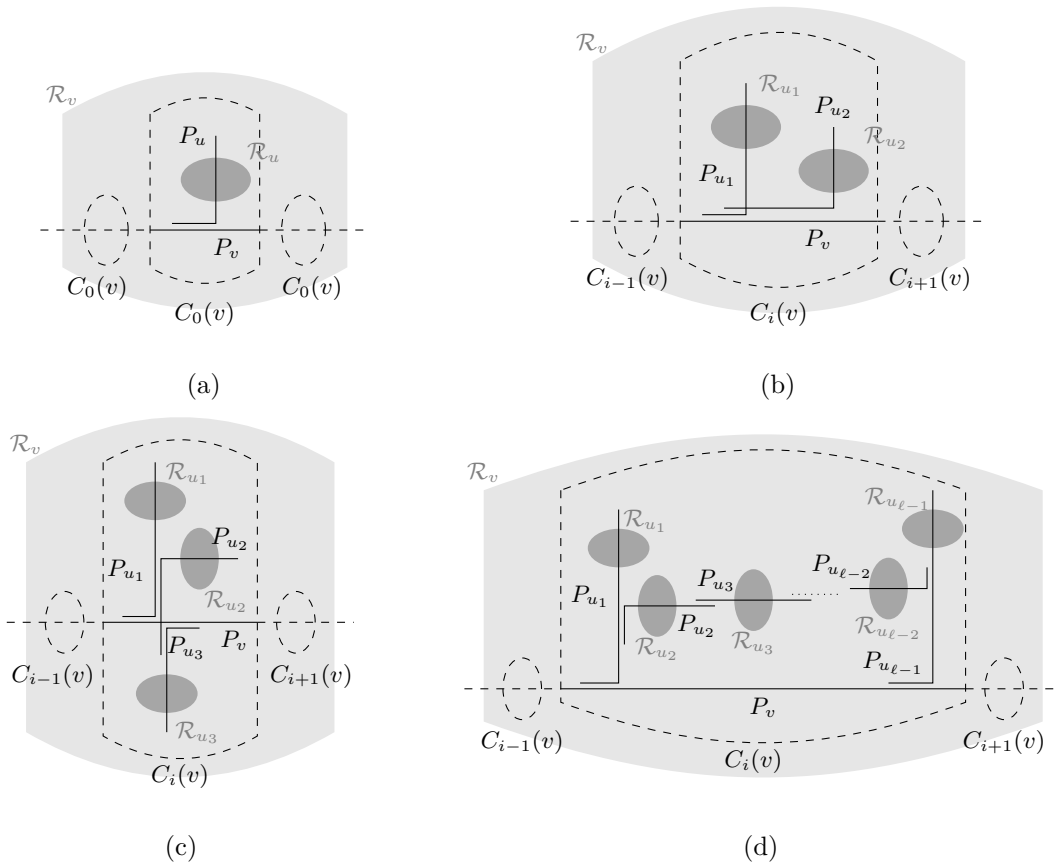 R_v
P_u
R_u
P_v
C_0(v)
C_0(v)
C_0(v)
(a)
R_v
R_{u_1}
P_{u_2}
R_{u_2}
P_{u_1}
P_v
C_{i−1}(v)
C_{i+1}(v)
C_i(v)
(b)
R_v
R_{u_1}
P_{u_2}
P_{u_1}
R_{u_2}
P_{u_3}
P_v
C_{i−1}(v)
C_{i+1}(v)
R_{u_3}
C_i(v)
(c)
R_v
R_{u_1}
R_{u_{ℓ−1}}
P_{u_1}
P_{u_3}
P_{u_{ℓ−2}}
......
P_{u_2}
R_{u_2}
R_{u_3}
R_{u_{ℓ−2}}
P_{u_{ℓ−1}}
P_v
C_{i−1}(v)
C_{i+1}(v)
C_i(v)
(d)